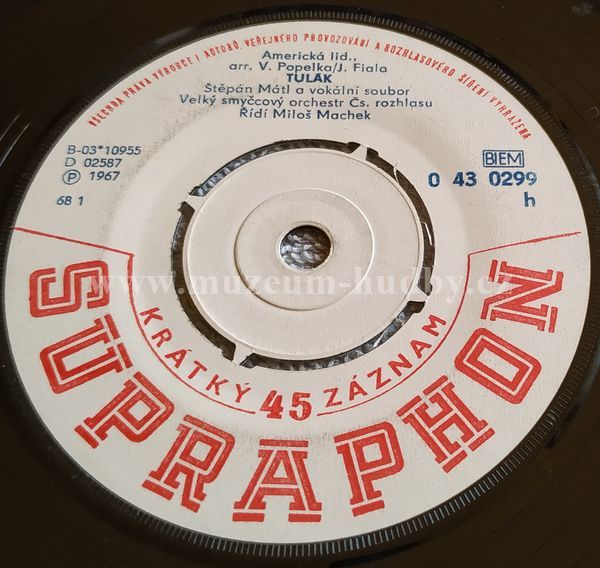 VŠECHNA PRÁVA VÝROBCE I AUTORŮ, VEŘEJNÉHO PROVOZOVÁNÍ A ROZHLASOVÉHO ŠÍŘENÍ VYHRAZENA
Americká lid.,
arr. V. Popelka/J. Fiala
TULÁK
Štěpán Mátl a vokální soubor
Velký smyčcový orchestr Čs. rozhlasu
Řídí Miloš Machek
B-03*10955
D 02587
Ⓟ 1967
68 1
BIEM
0 43 0299
h
www.muzeum-hudby.cz
KRÁTKÝ 45 ZÁZNAM
SUPRAPHON